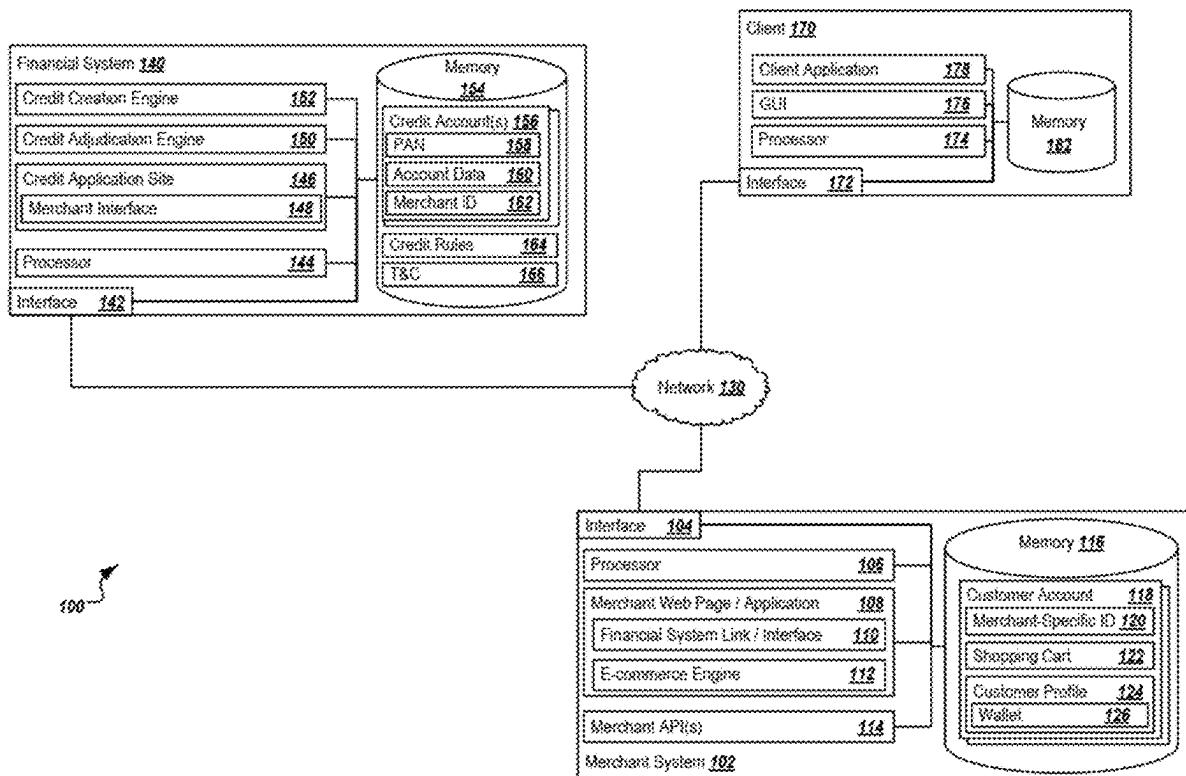 Financial System 140
Credit Creation Engine 152
Credit Adjudication Engine 150
Credit Application Site 146
Merchant Interface 148
Processor 144
Interface 142
Memory
154
Credit Account(s) 156
PAN 158
Account Data 160
Merchant ID 162
Credit Rules 164
T&C 166
Client 170
Client Application 178
GUI 176
Processor 174
Interface 172
Memory
182
Network 130
100
Interface 104
Processor 106
Merchant Web Page / Application 108
Financial System Link / Interface 110
E-commerce Engine 112
Merchant API(s) 114
Merchant System 102
Memory 116
Customer Account 118
Merchant-Specific ID 120
Shopping Cart 122
Customer Profile 124
Wallet 126